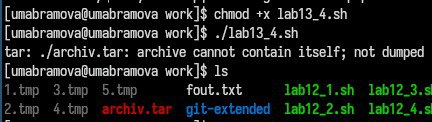 [umabramova@umabramova work]$ chmod +x lab13_4.sh
[umabramova@umabramova work]$ ./lab13_4.sh
tar: ./archiv.tar: archive cannot contain itself; not dumped
[umabramova@umabramova work]$ ls
1.tmp 3.tmp 5.tmp fout.txt lab12_1.sh lab12_3.s
2.tmp 4.tmp archiv.tar git-extended lab12_2.sh lab12_4.s